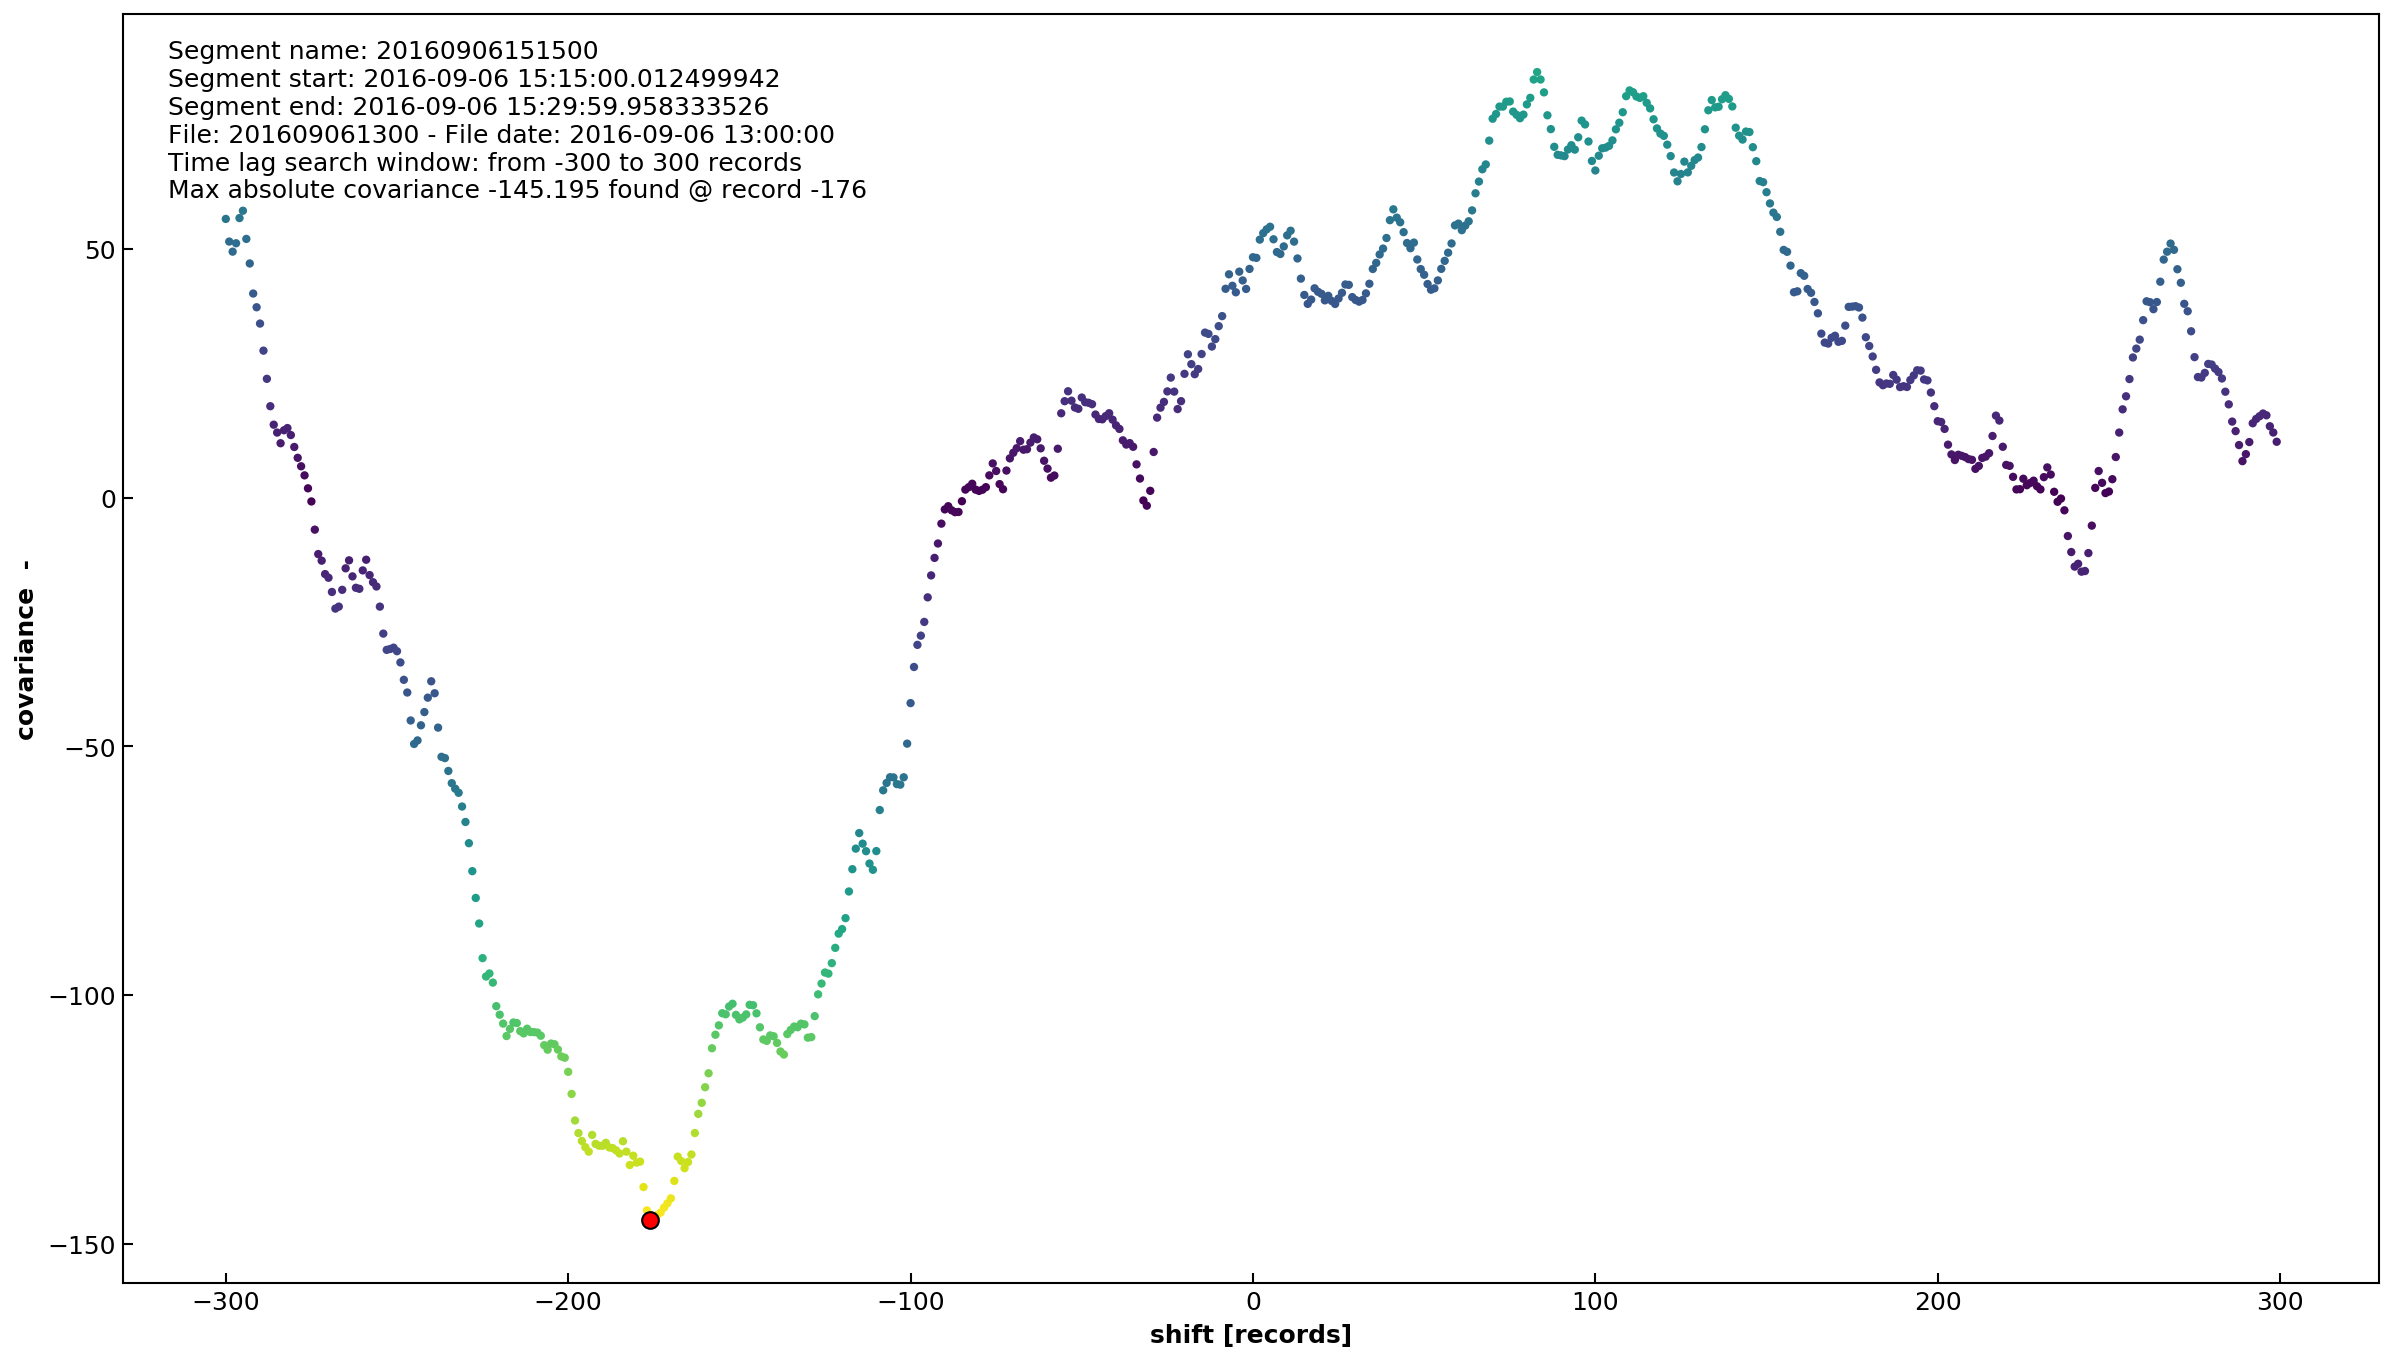 Segment name: 20160906151500
Segment start: 2016-09-06 15:15:00.012499942
Segment end: 2016-09-06 15:29:59.958333526
File: 201609061300 - File date: 2016-09-06 13:00:00
Time lag search window: from -300 to 300 records
Max absolute covariance -145.195 found @ record -176
50
0
−50
−100
−150
covariance -
−300 −200 −100 0 100 200 300
shift [records]